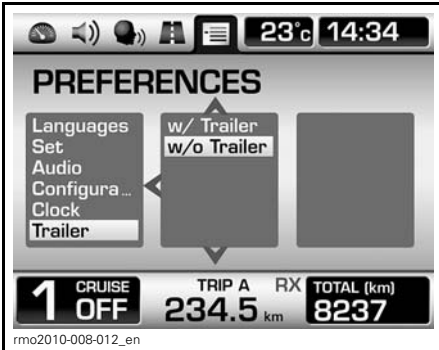 23°c 14:34
PREFERENCES
Languages
Set
Audio
Configura...
Clock
Trailer
w/ Trailer
w/o Trailer
1 CRUISE OFF
TRIP A
234.5 km
RX
TOTAL (km)
8237
rmo2010-008-012_en